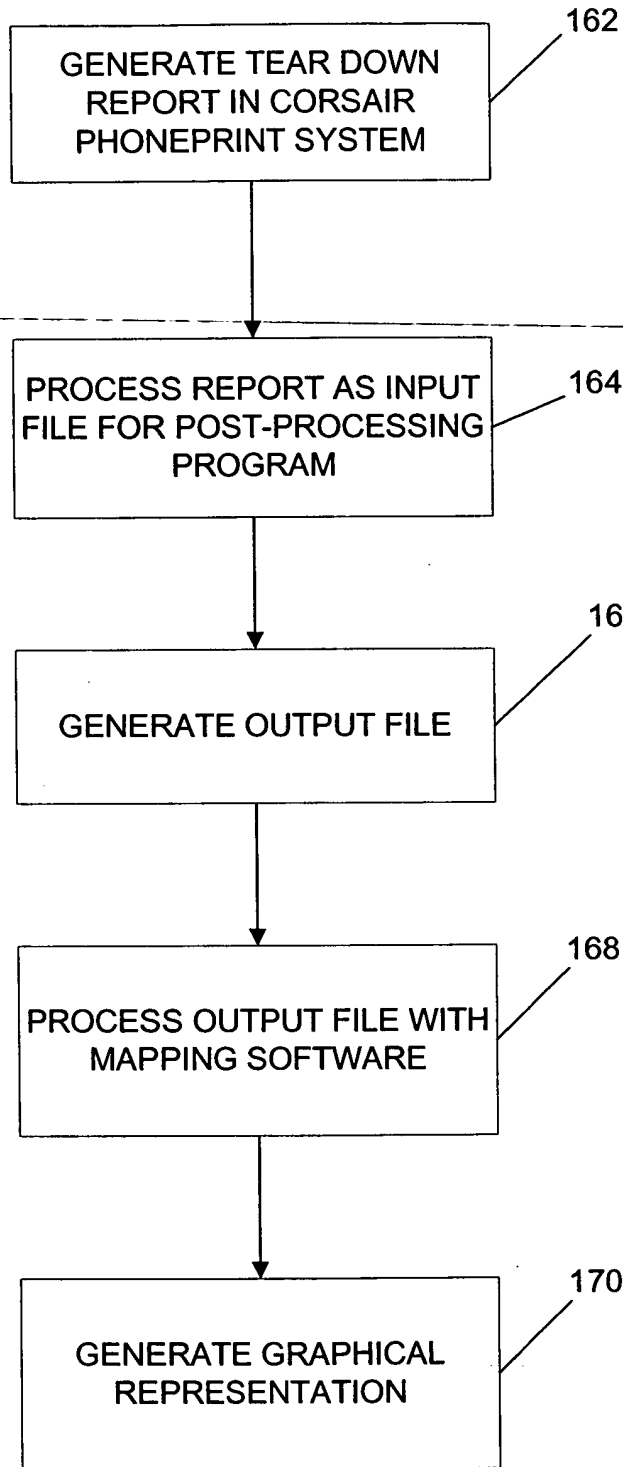 162
GENERATE TEAR DOWN
REPORT IN CORSAIR
PHONEPRINT SYSTEM
PROCESS REPORT AS INPUT
FILE FOR POST-PROCESSING
PROGRAM
164
16
GENERATE OUTPUT FILE
168
PROCESS OUTPUT FILE WITH
MAPPING SOFTWARE
170
GENERATE GRAPHICAL
REPRESENTATION